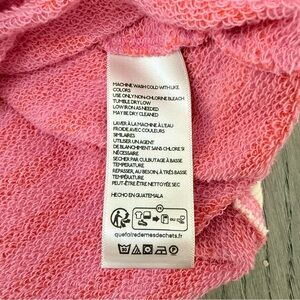 MACHINE WASH COLD WITH LIKE
COLORS
USE ONLY NON-CHLORINE BLEACH
TUMBLE DRY LOW
LOW IRON AS NEEDED
MAY BE DRY CLEANED
LAVER À LA MACHINE À L'EAU
FROIDE AVEC COULEURS
SIMILAIRES
UTILISER UN AGENT
DE BLANCHIMENT SANS CHLORE SI
NÉCESSAIRE
SÉCHER PAR CULBUTAGE À BASSE
TEMPÉRATURE
REPASSER, AU BESOIN, À TRÈS BASSE
TEMPÉRATURE
PEUT-ÊTRE ÊTRE NETTOYÉE SEC
HECHO EN GUATEMALA
quefairedemesdechets.fr